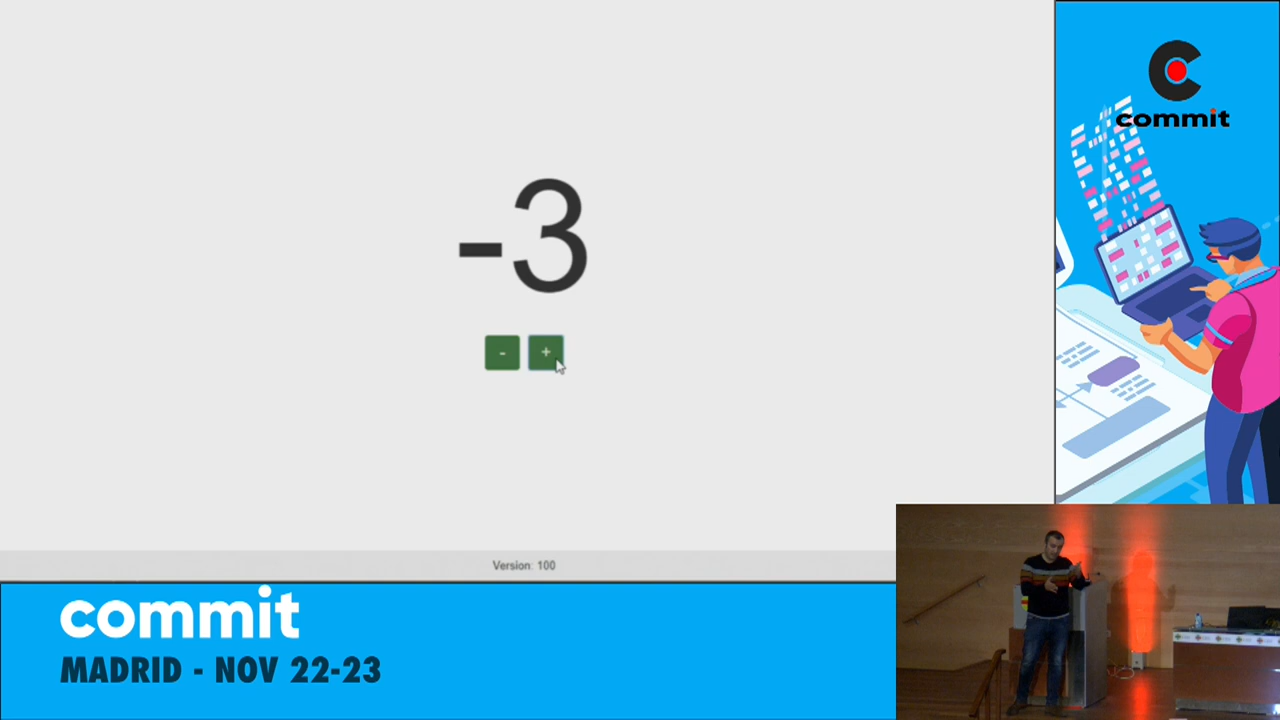 -3
- +
Version: 100
commit
commit
MADRID - NOV 22-23